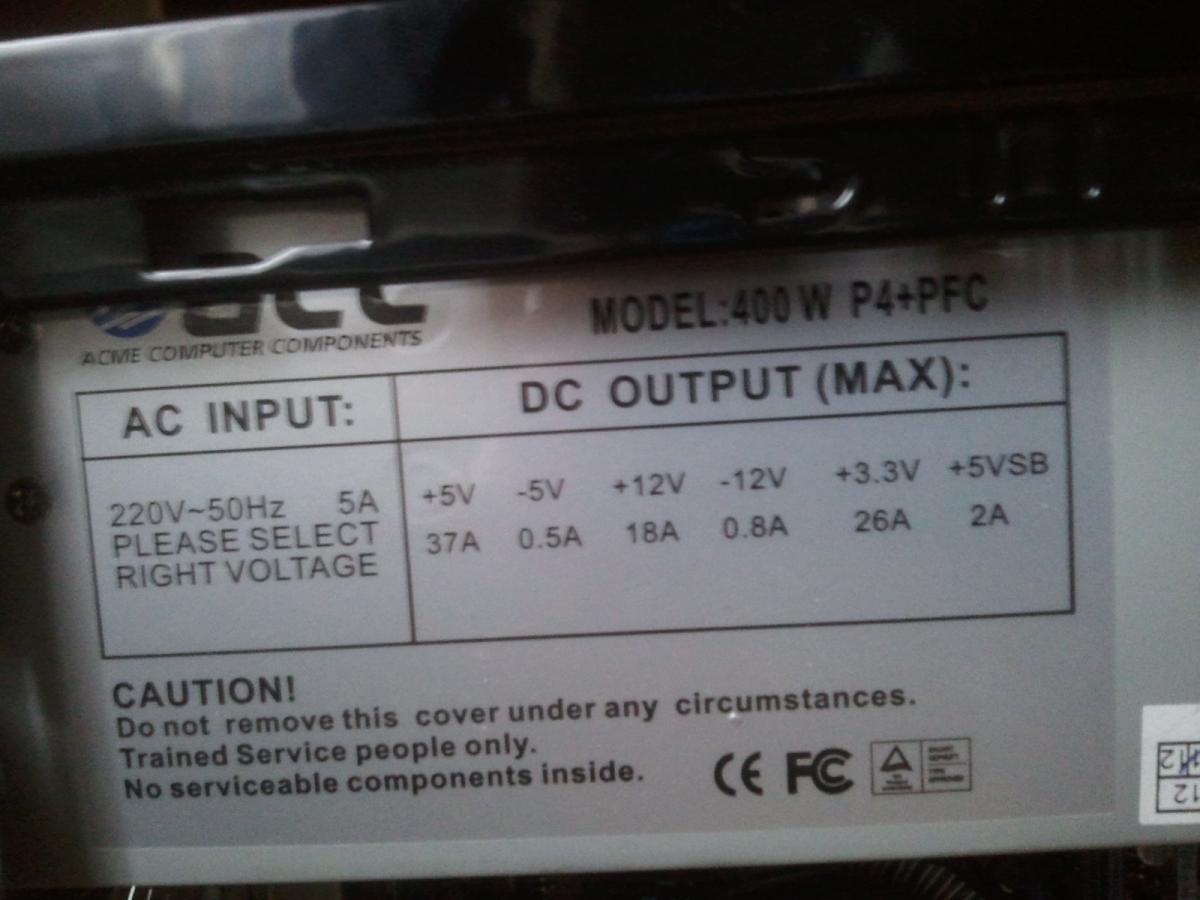 acc
ACME COMPUTER COMPONENTS
MODEL:400 W P4+PFC
AC INPUT:
DC OUTPUT (MAX):
220V~50Hz 5A
PLEASE SELECT
RIGHT VOLTAGE
+5V -5V +12V -12V +3.3V +5VSB
37A 0.5A 18A 0.8A 26A 2A
CAUTION!
Do not remove this cover under any circumstances.
Trained Service people only.
No serviceable components inside.
CE FC